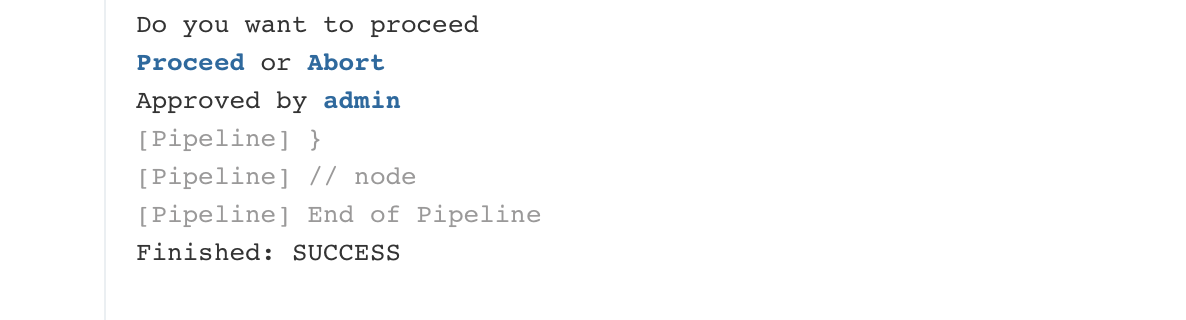 Do you want to proceed
Proceed or Abort
Approved by admin
[Pipeline] }
[Pipeline] // node
[Pipeline] End of Pipeline
Finished: SUCCESS